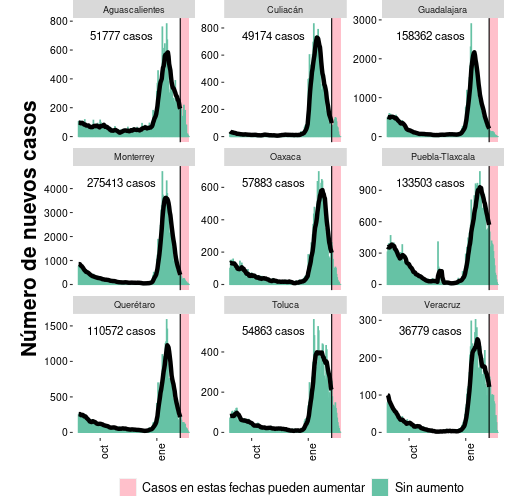 Número de nuevos casos
Aguascalientes
Culiacán
Guadalajara
800
600
400
200
0
51777 casos
800
600
400
200
0
49174 casos
3000
2000
1000
0
158362 casos
Monterrey
Oaxaca
Puebla-Tlaxcala
4000
3000
2000
1000
0
275413 casos
600
400
200
0
57883 casos
900
600
300
0
133503 casos
Querétaro
Toluca
Veracruz
1500
1000
500
0
110572 casos
400
200
0
54863 casos
300
200
100
0
36779 casos
oct
ene
oct
ene
oct
ene
Casos en estas fechas pueden aumentar
Sin aumento